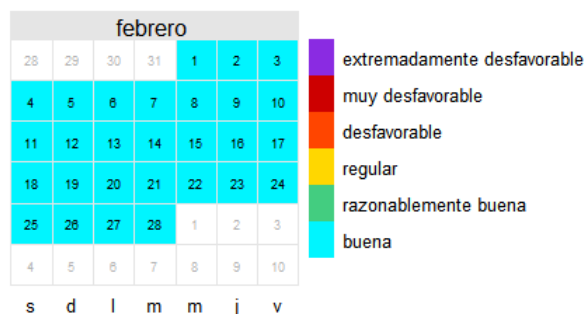 febrero
28 29 30 31 1 2 3
4 5 6 7 8 9 10
11 12 13 14 15 16 17
18 19 20 21 22 23 24
25 26 27 28 1 2 3
4 5 6 7 8 9 10
s d l m m j v
extremadamente desfavorable
muy desfavorable
desfavorable
regular
razonablemente buena
buena